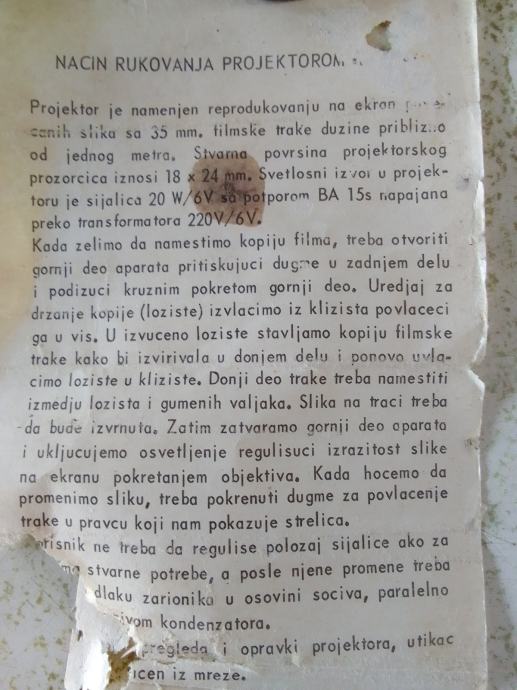 NACIN RUKOVANJA PROJEKTOROM
Projektor je namenjen reprodukovanju na ekran
slika sa 35 mm. filmske trake duzine priblizno
od jednog metra. Stvarna povrsina projektorskog
prozorcica iznosi 18 x 24 mm. Svetlosni izvor u projek-
toru je sijalica 20 W/6V sa potporom BA 15s napajana
preko transformatora 220V/6V.
Kada zelimo da namestimo kopiju filma, treba otvoriti
gornji deo aparata pritiskujuci dugme u zadnjem delu
i podizuci kruznim pokretom gornji deo. Uredjaj za
drzanje kopije (loziste) izvlacimo iz klizista povlaceci
ga u vis. U izvuceno loziste stavljamo kopiju filmske
trake kako bi izvirivala u donjem delu i ponovo uvla-
cimo loziste u kliziste. Donji deo trake treba namestiti
izmedju lozista i gumenih valjaka. Slika na traci treba
da bude izvrnuta. Zatim zatvaramo gornji deo aparata
i ukljucujemo osvetljenje regulisuci izrazitost slike
na ekranu pokretanjem objektiva. Kada hocemo da
promenimo sliku, treba pokrenuti dugme za povlacenje
trake u pravcu koji nam pokazuje strelica.
orisnik ne treba da regulise polozaj sijalice ako za
stvarne potrebe, a posle njene promene treba
dlaku zarionika u osovini sociva, paralelno
ivom kondenzatora.
pregleda i opravki projektora, utikac
ucen iz mreze.